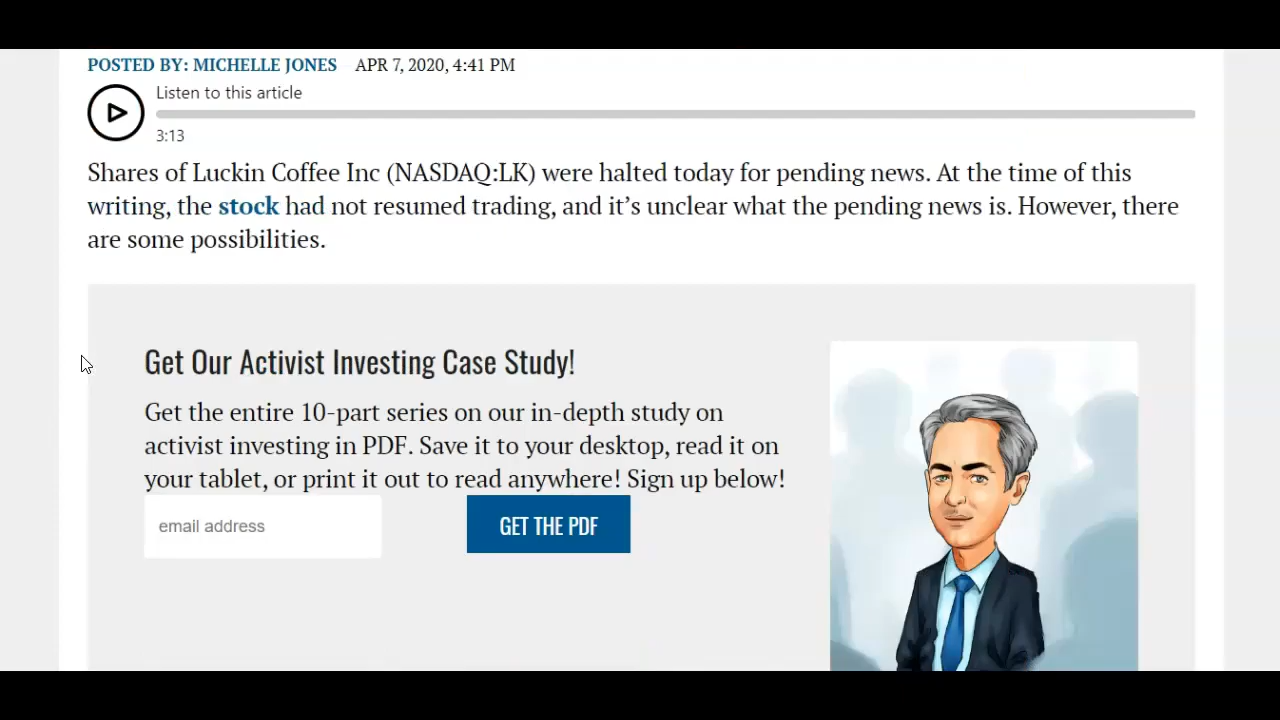 POSTED BY: MICHELLE JONES APR 7, 2020, 4:41 PM
Listen to this article
3:13
Shares of Luckin Coffee Inc (NASDAQ:LK) were halted today for pending news. At the time of this
writing, the stock had not resumed trading, and it’s unclear what the pending news is. However, there
are some possibilities.
Get Our Activist Investing Case Study!
Get the entire 10-part series on our in-depth study on
activist investing in PDF. Save it to your desktop, read it on
your tablet, or print it out to read anywhere! Sign up below!
email address GET THE PDF